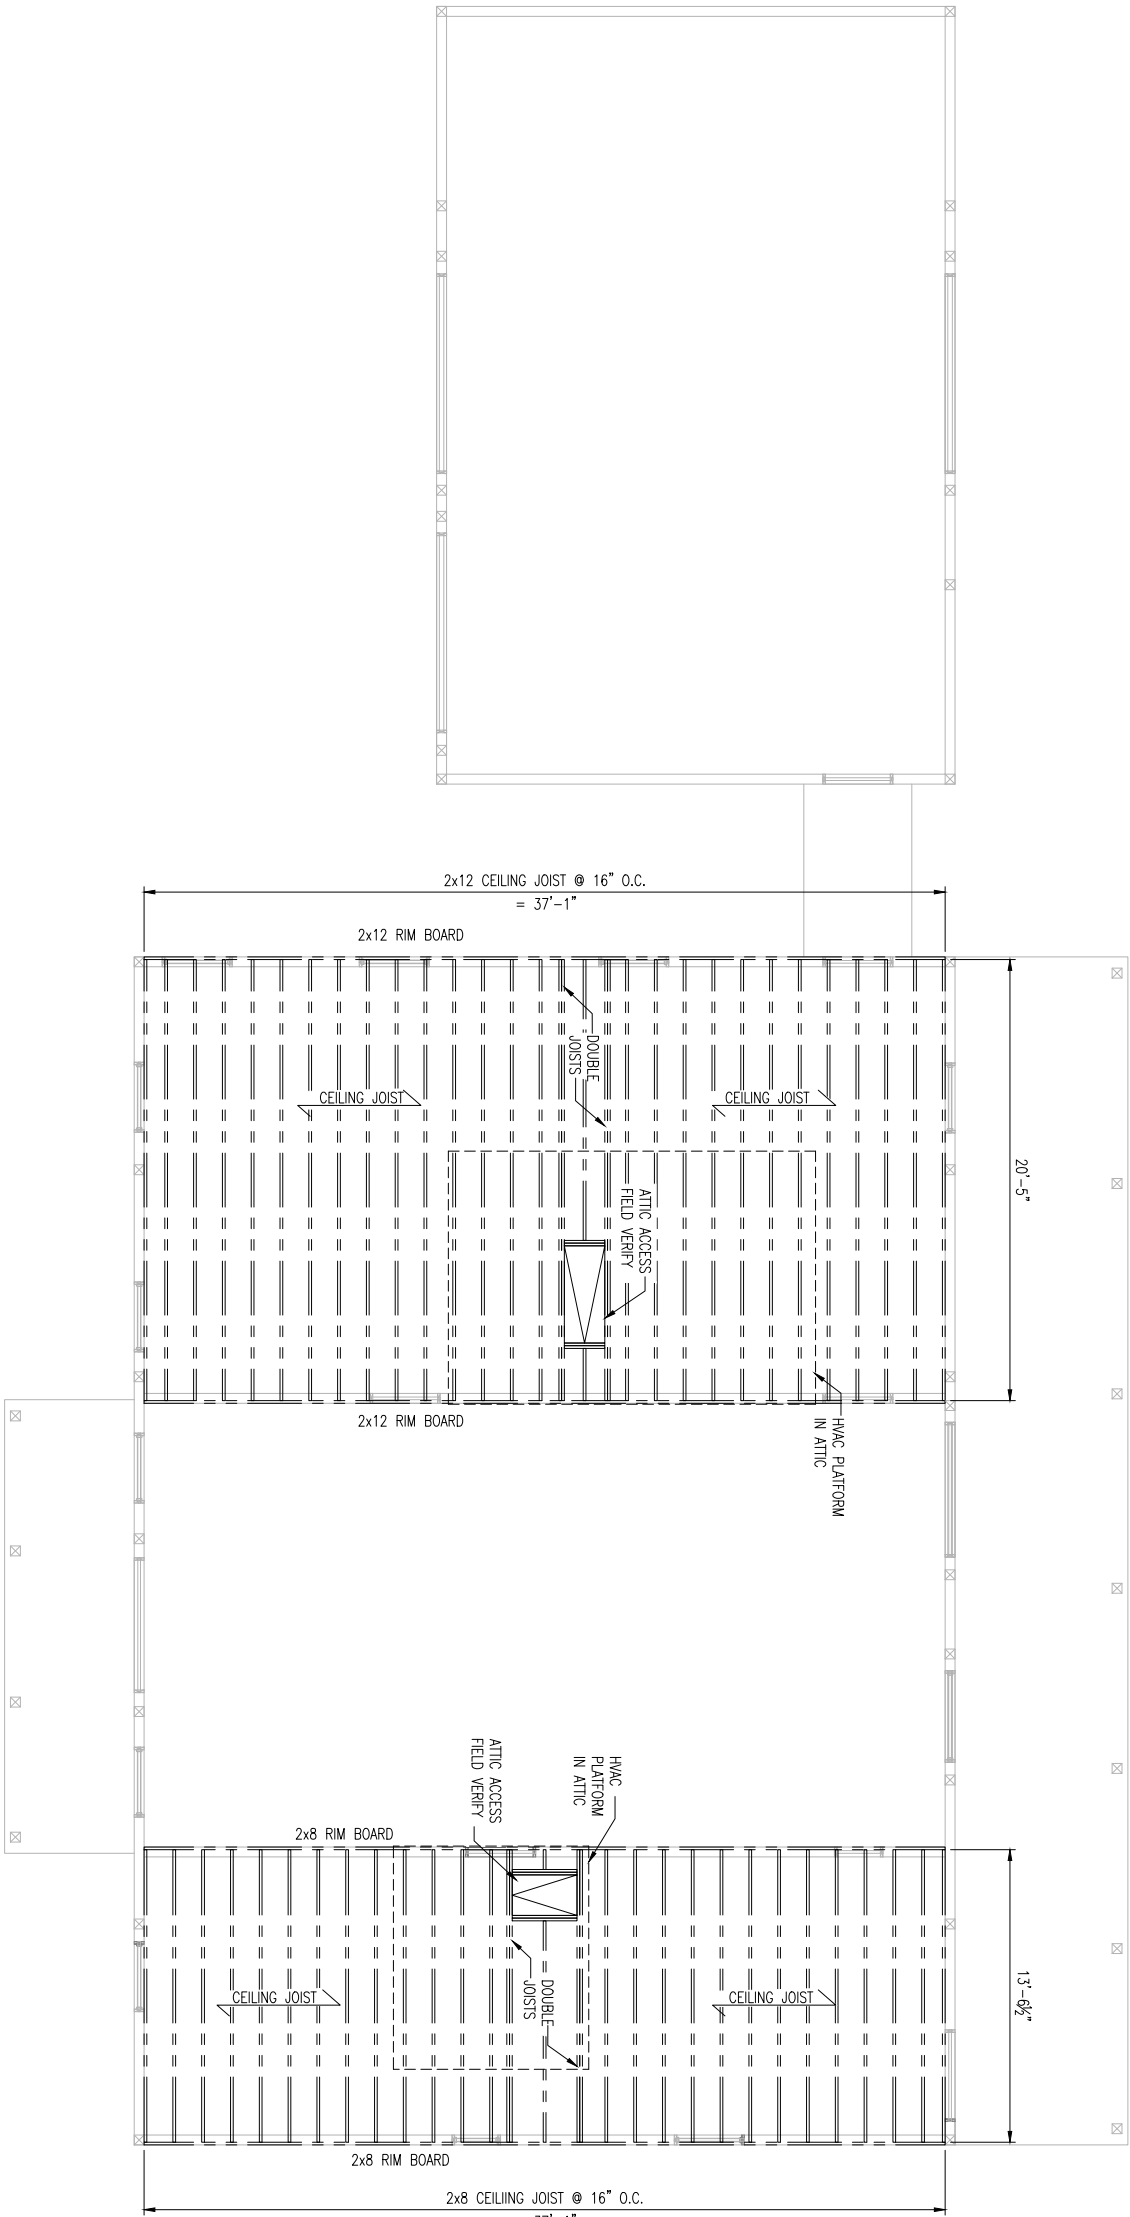 2x12 CEILING JOIST @ 16" O.C.
= 37'-1"
2x12 RIM BOARD
DOUBLE
JOISTS
CEILING JOIST
CEILING JOIST
20'-5"
ATTIC ACCESS
FIELD VERIFY
2x12 RIM BOARD
HVAC PLATFORM
IN ATTIC
HVAC
PLATFORM
IN ATTIC
ATTIC ACCESS
FIELD VERIFY
2x8 RIM BOARD
DOUBLE
JOISTS
CEILING JOIST
CEILING JOIST
13'-6½"
2x8 RIM BOARD
2x8 CEILIING JOIST @ 16" O.C.